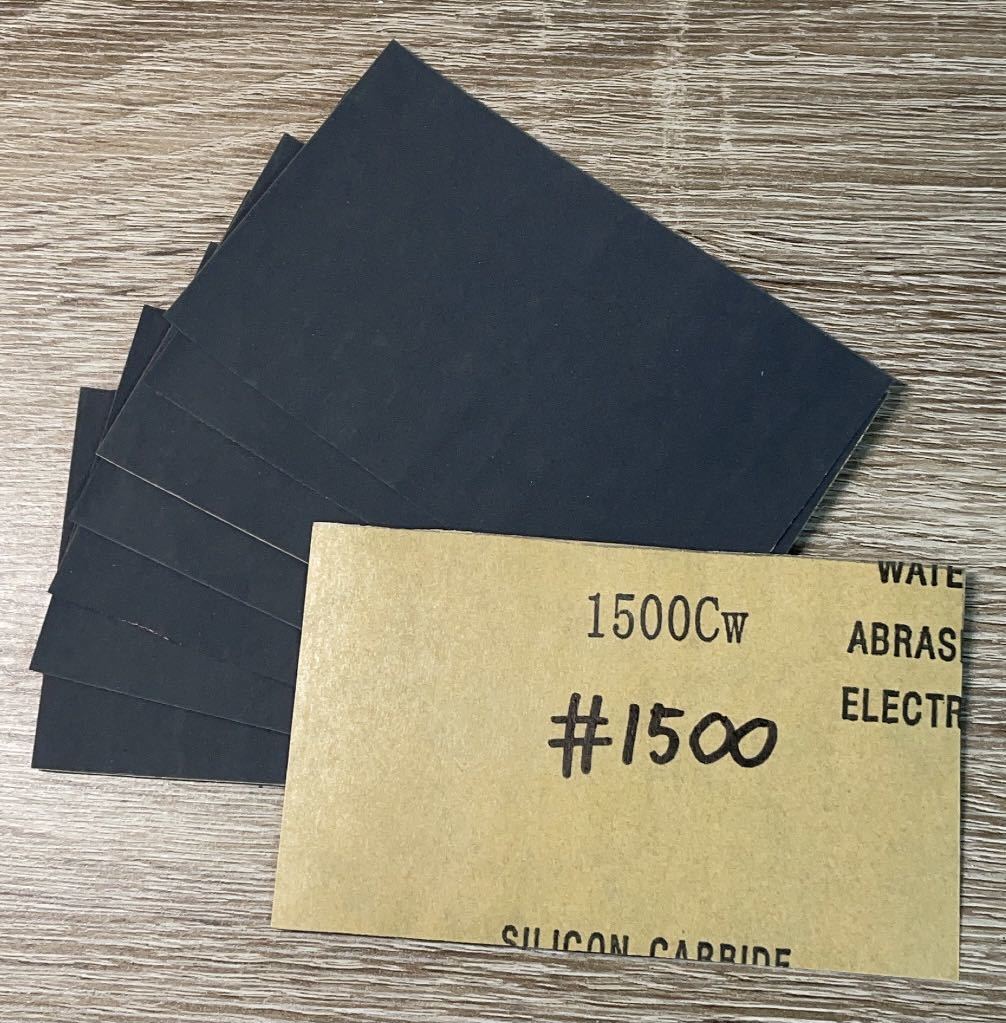 WATE
1500Cw
ABRAS
ELECTR
#1500
SILICON CARBIDE